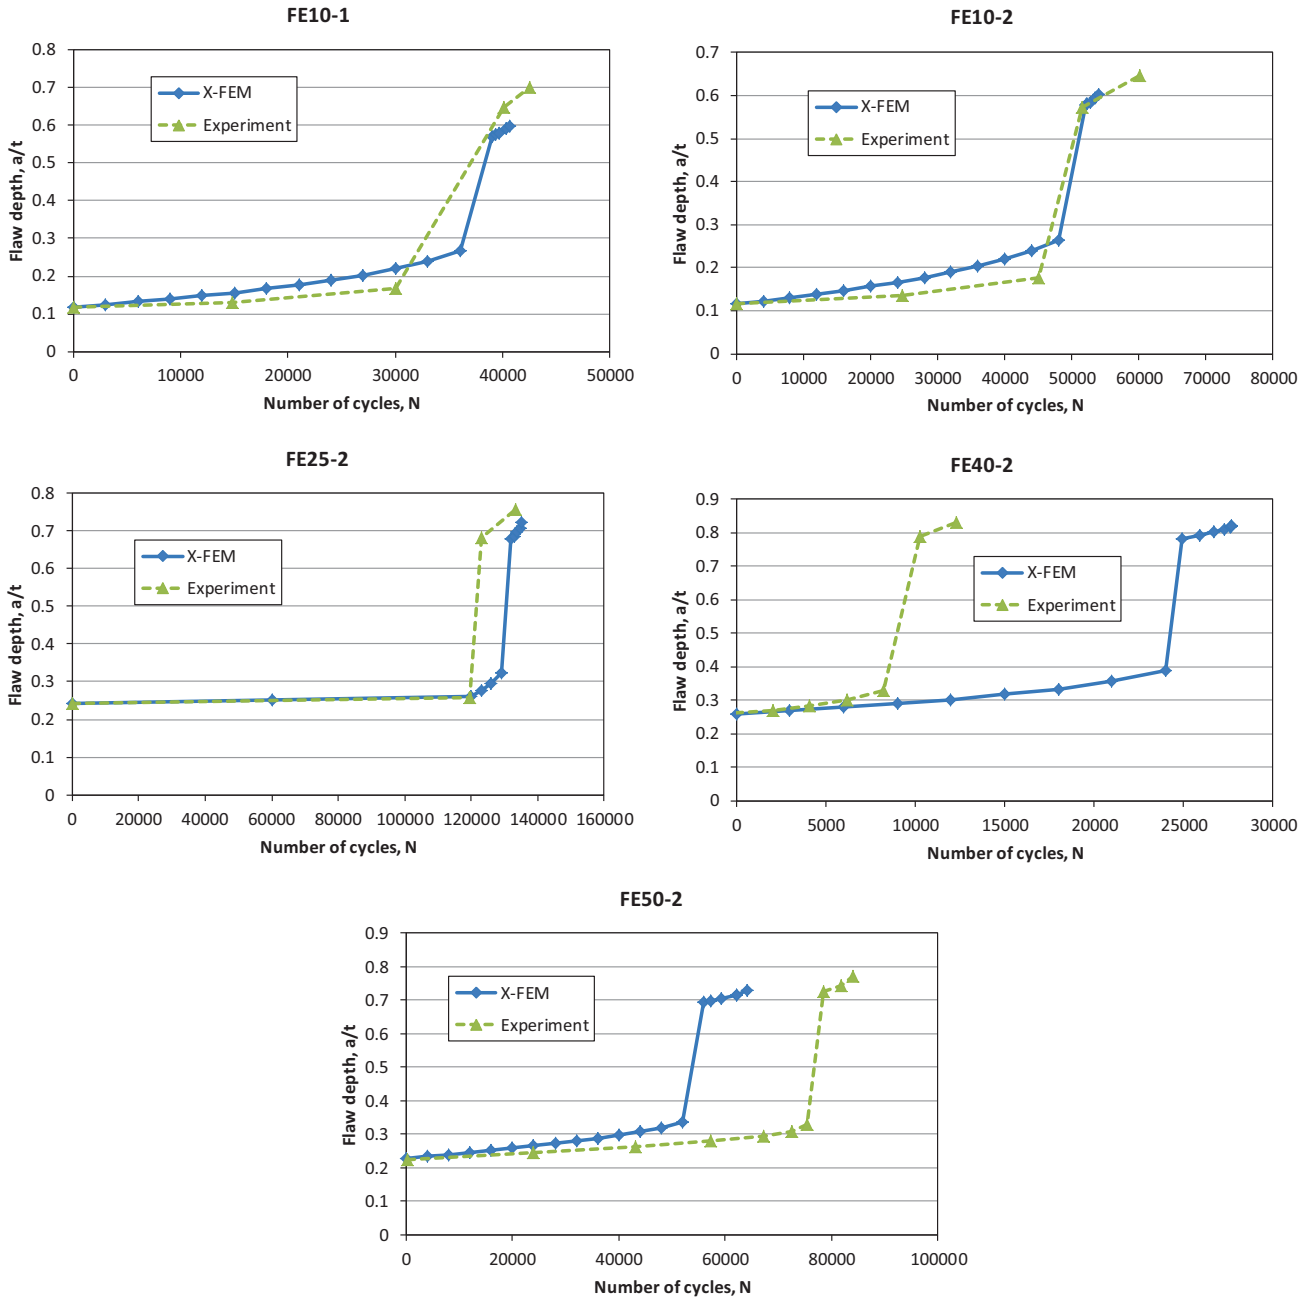 FE10-1
0.8
0.7
0.6
0.5
0.4
0.3
0.2
0.1
0
Flaw depth, a/t
X-FEM
Experiment
0 10000 20000 30000 40000 50000
Number of cycles, N
FE10-2
0.7
0.6
0.5
0.4
0.3
0.2
0.1
0
Flaw depth, a/t
X-FEM
Experiment
0 10000 20000 30000 40000 50000 60000 70000 80000
Number of cycles, N
FE25-2
0.8
0.7
0.6
0.5
0.4
0.3
0.2
0.1
0
Flaw depth, a/t
X-FEM
Experiment
0 20000 40000 60000 80000 100000 120000 140000 160000
Number of cycles, N
FE40-2
0.9
0.8
0.7
0.6
0.5
0.4
0.3
0.2
0.1
0
Flaw depth, a/t
X-FEM
Experiment
0 5000 10000 15000 20000 25000 30000
Number of cycles, N
FE50-2
0.9
0.8
0.7
0.6
0.5
0.4
0.3
0.2
0.1
0
Flaw depth, a/t
X-FEM
Experiment
0 20000 40000 60000 80000 100000
Number of cycles, N